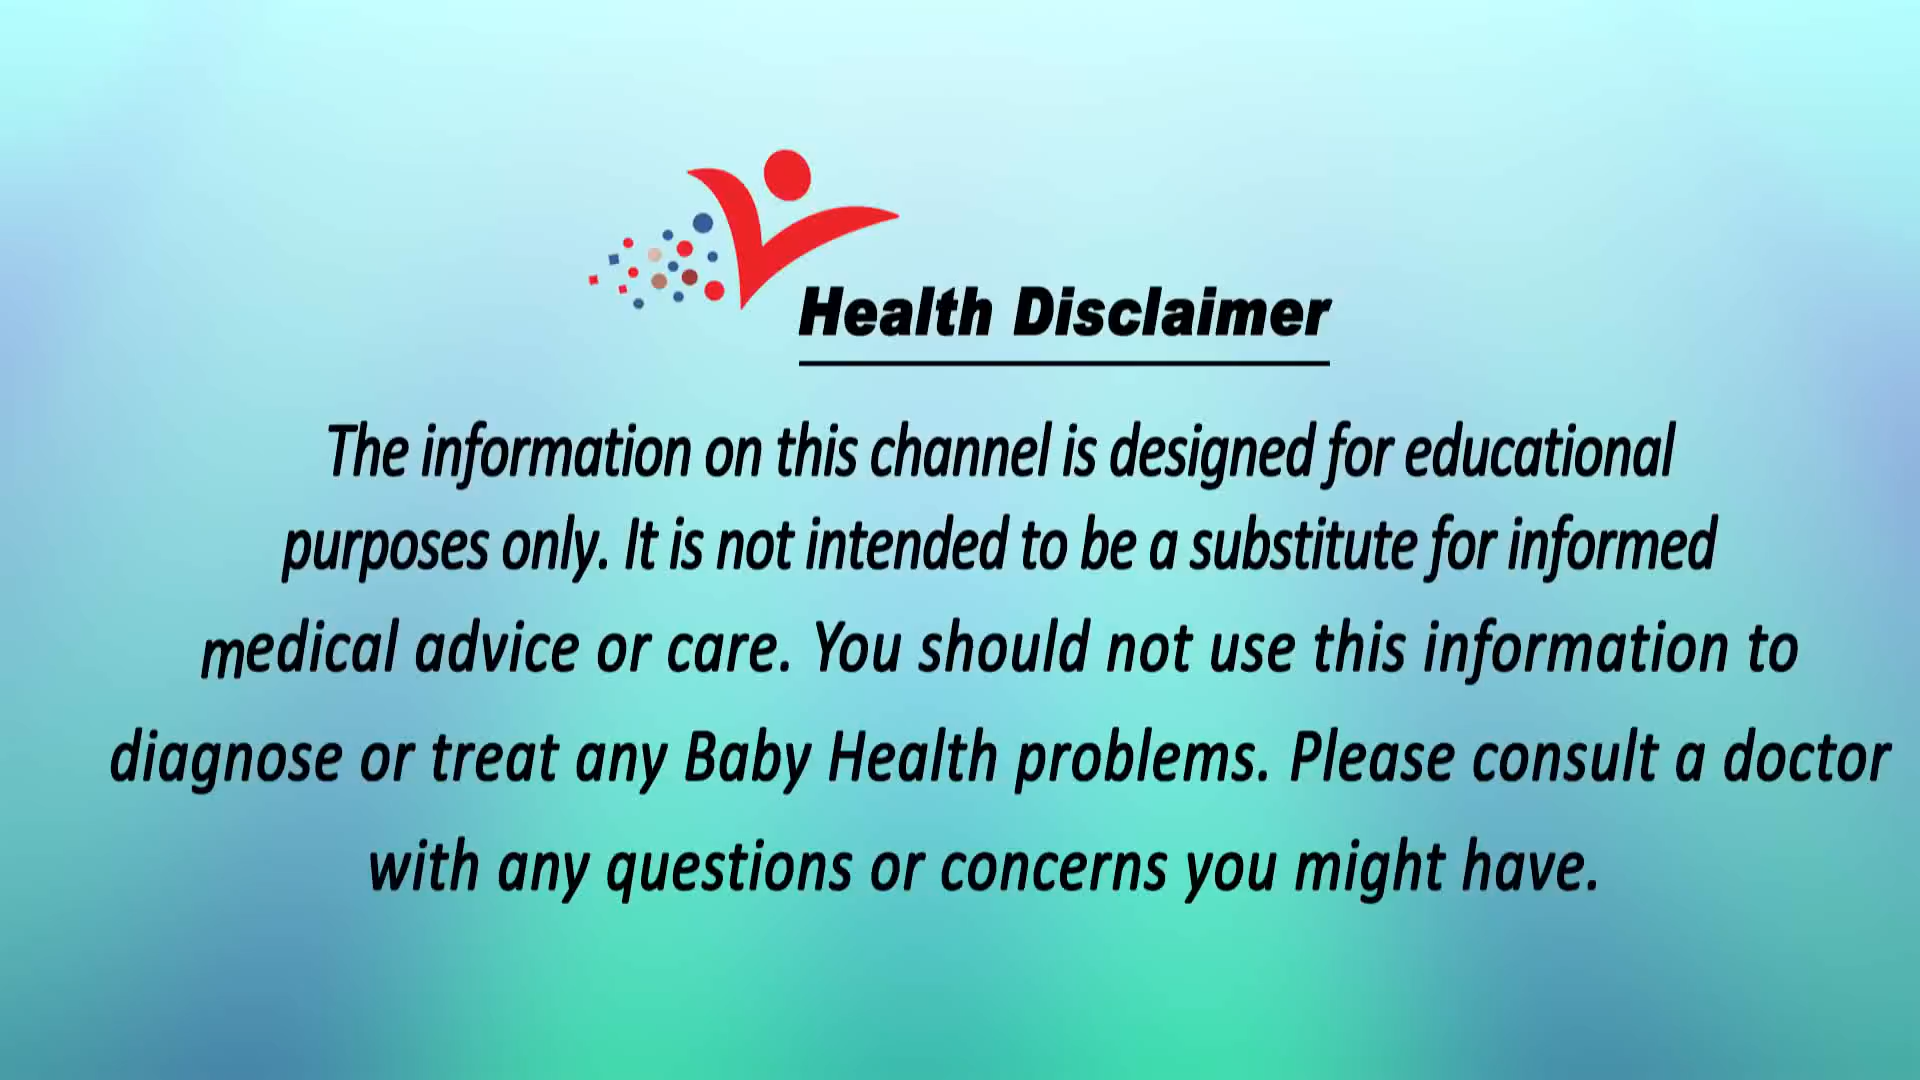 Health Disclaimer
The information on this channel is designed for educational
purposes only. It is not intended to be a substitute for informed
medical advice or care. You should not use this information to
diagnose or treat any Baby Health problems. Please consult a doctor
with any questions or concerns you might have.